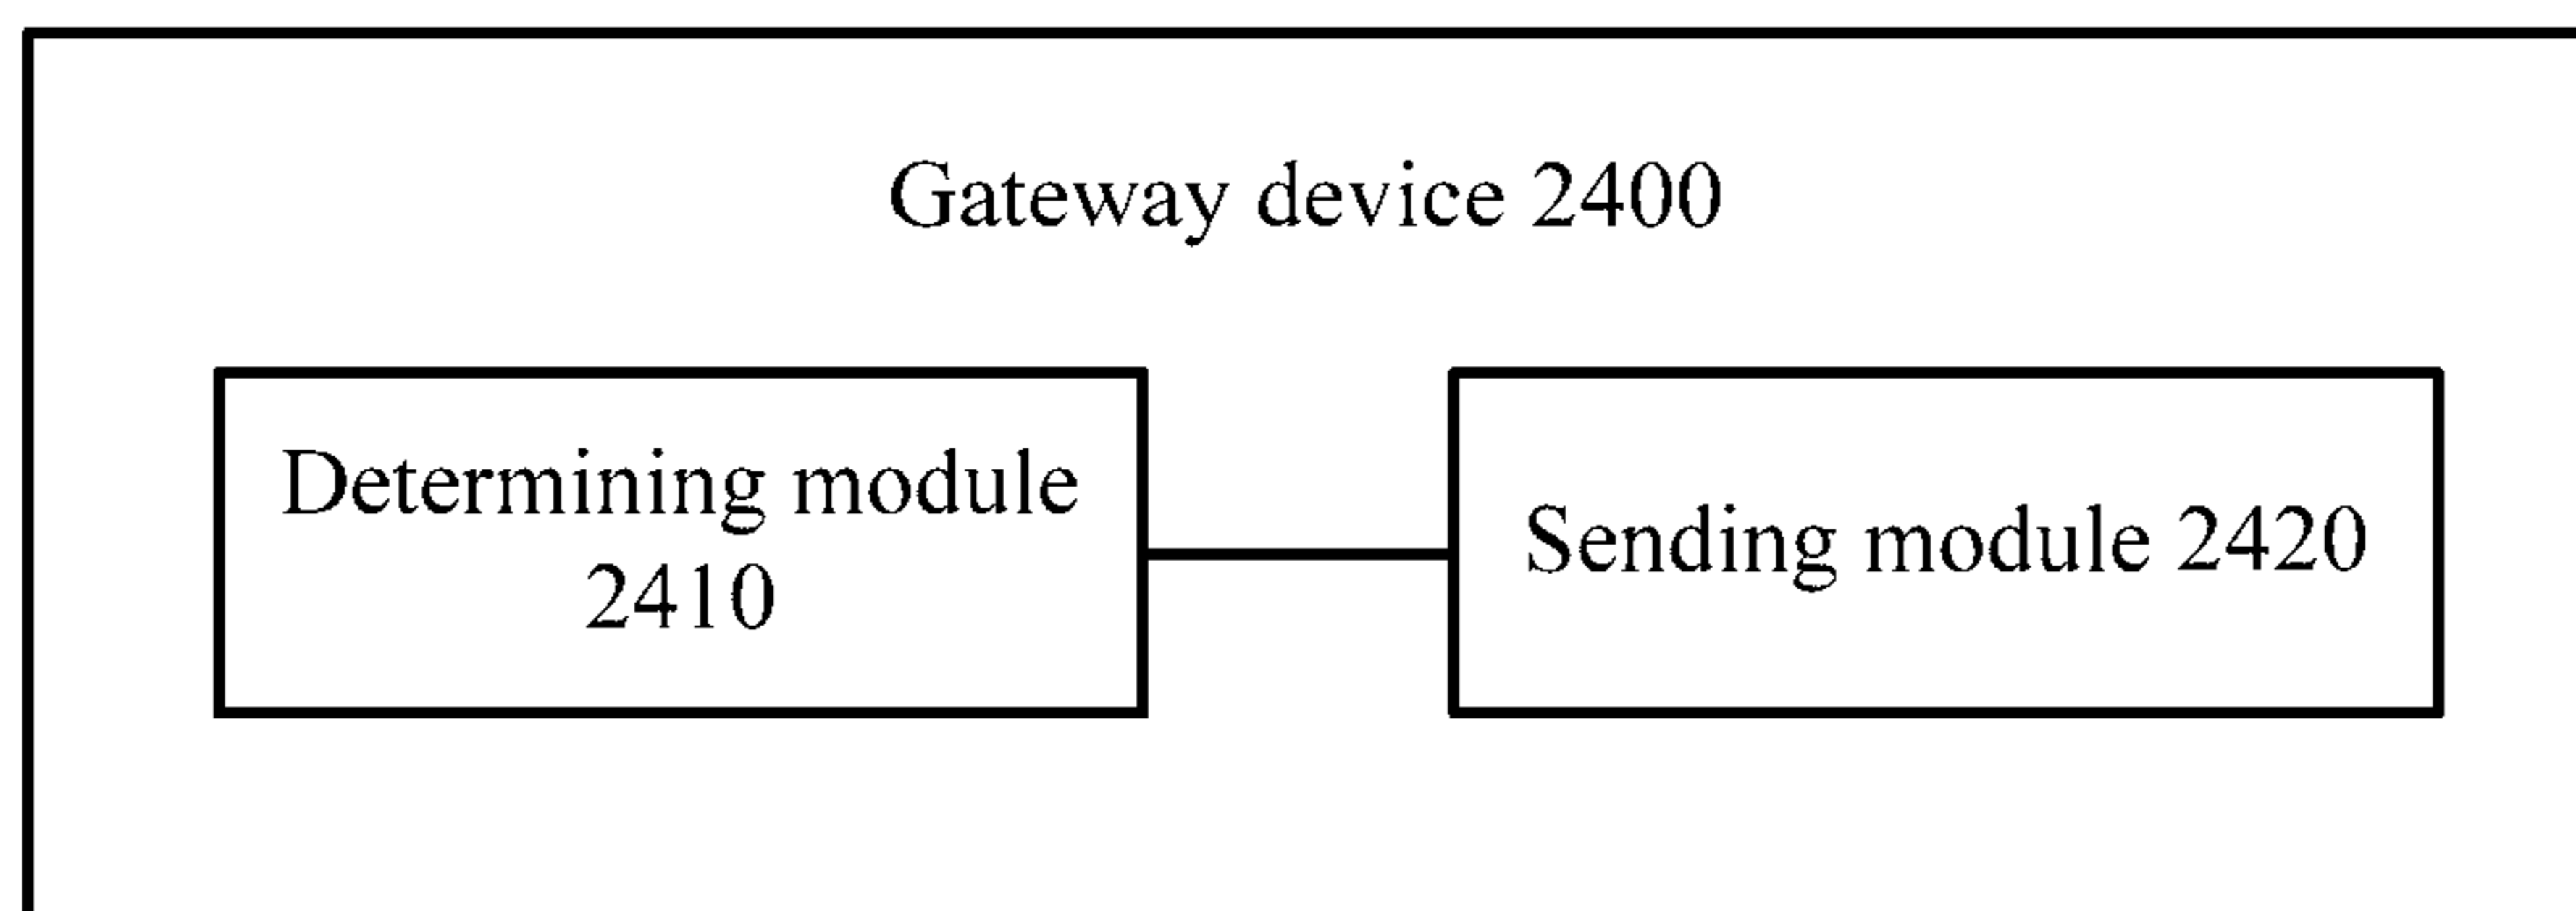 Gateway device 2400
Determining module
2410
Sending module 2420